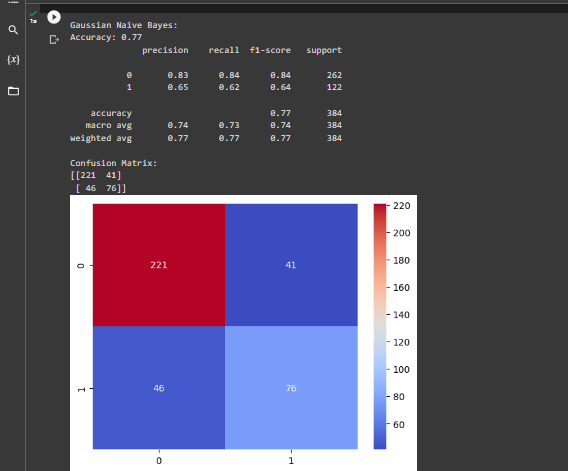 Gaussian Naive Bayes:
1s
Accuracy: 0.77
precision recall f1-score support
0 0.83 0.84 0.84 262
1 0.65 0.62 0.64 122
accuracy 0.77 384
macro avg 0.74 0.73 0.74 384
weighted avg 0.77 0.77 0.77 384
Confusion Matrix:
[[221 41]
[ 46 76]]
{x}
0 221 41
1 46 76
0 1
220
200
180
160
140
120
100
80
60